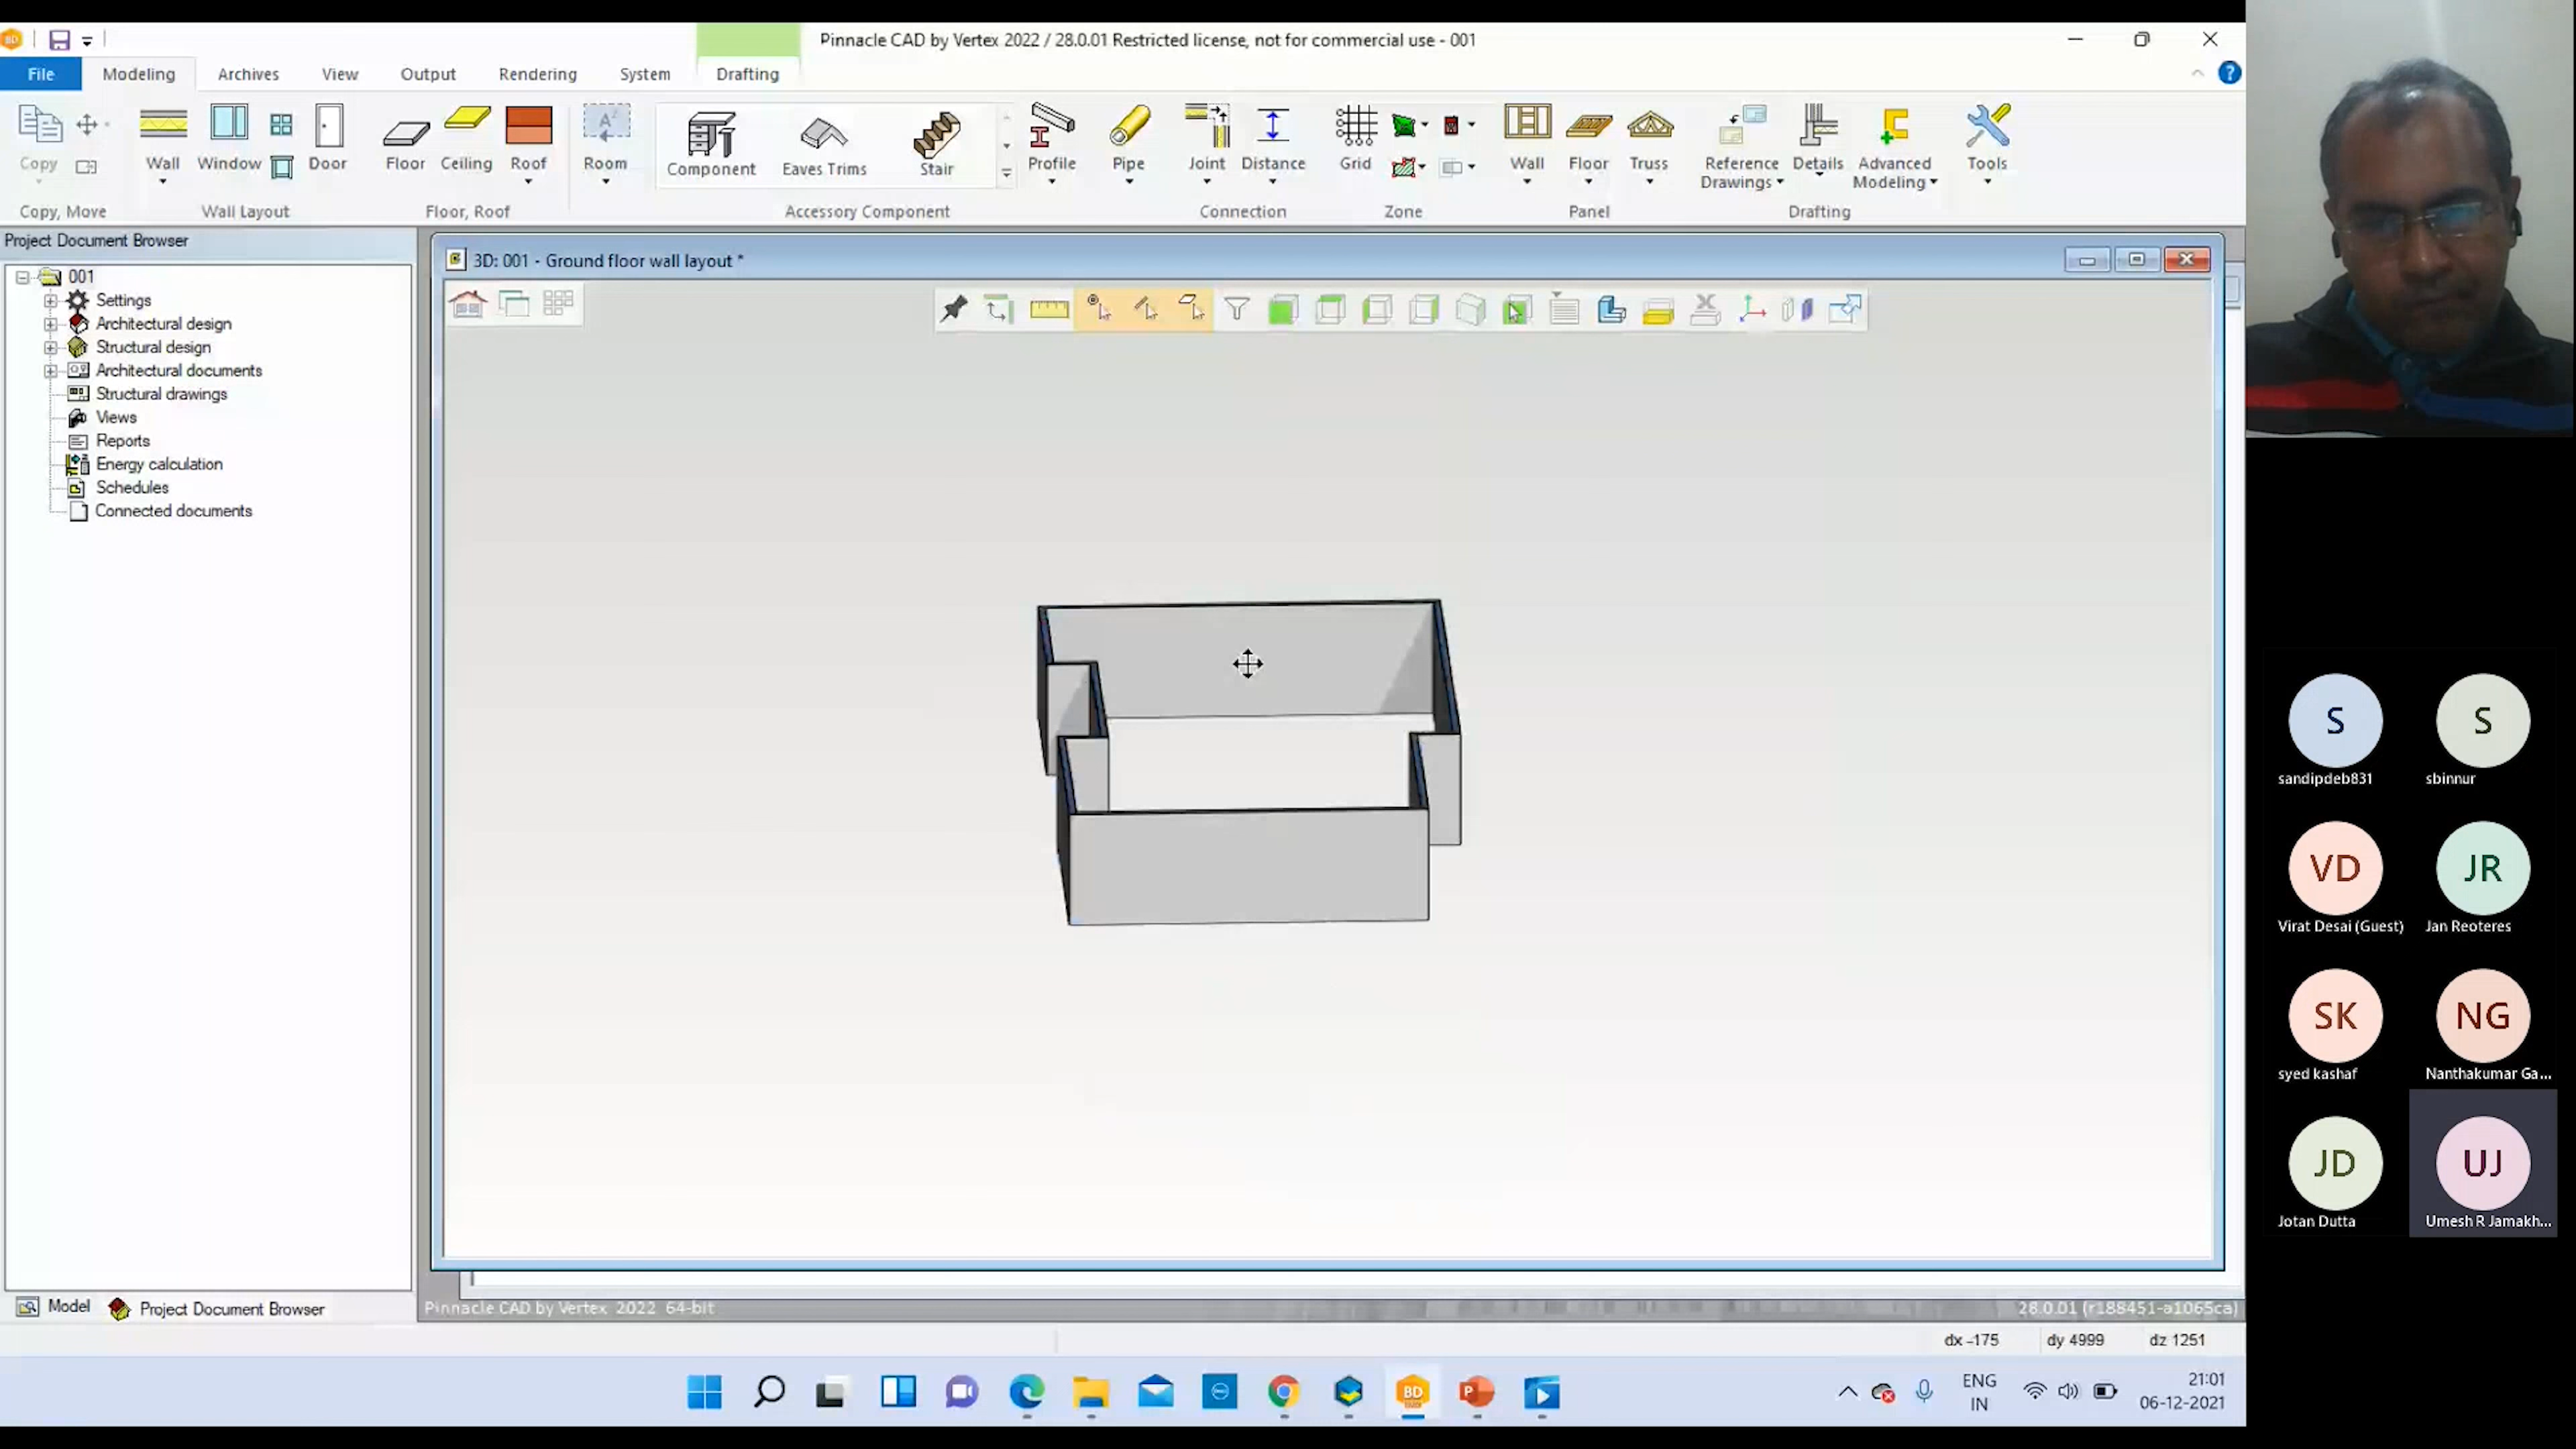 BD
Pinnacle CAD by Vertex 2022 / 28.0.01 Restricted license, not for commercial use - 001
File
Modeling
Archives
View
Output
Rendering
System
Drafting
?
Copy
Wall
Window
Door
Floor
Ceiling
Roof
Room
Component
Eaves Trims
Stair
Profile
Pipe
Joint
Distance
Grid
Wall
Floor
Truss
Reference
Drawings
Details
Advanced
Modeling
Tools
Copy, Move
Wall Layout
Floor, Roof
Accessory Component
Connection
Zone
Panel
Drafting
Project Document Browser
3D: 001 - Ground floor wall layout *
001
Settings
Architectural design
Structural design
Architectural documents
Structural drawings
Views
Reports
Energy calculation
Schedules
Connected documents
Model
Project Document Browser
Pinnacle CAD by Vertex 2022 64-bit
28.0.01 (r188451-a1065ca)
dx -175
dy 4999
dz 1251
BD
P
ENG
IN
21:01
06-12-2021
S
sandipdeb831
S
sbinnur
VD
Virat Desai (Guest)
JR
Jan Reoteres
SK
syed kashaf
NG
Nanthakumar Ga...
JD
Jotan Dutta
UJ
Umesh R Jamakh...